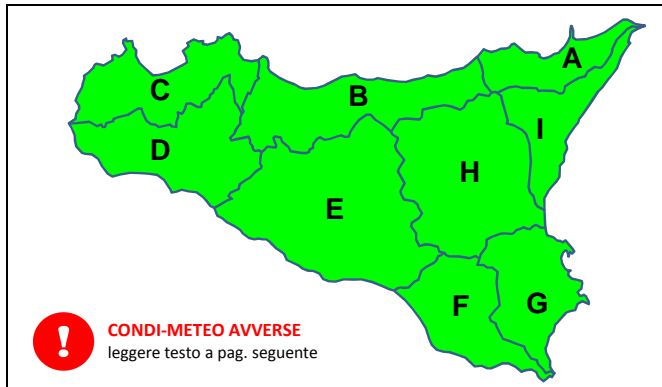 A
C
B
I
D
H
E
F
G
!
CONDI-METEO AVVERSE
leggere testo a pag. seguente